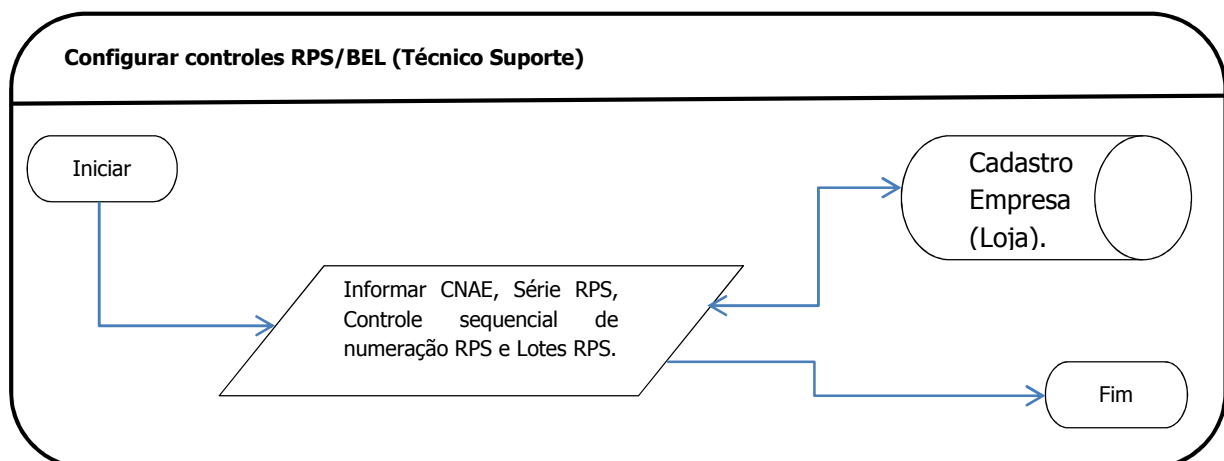 Configurar controles RPS/BEL (Técnico Suporte)
Iniciar
Cadastro
Empresa
(Loja).
Informar CNAE, Série RPS,
Controle sequencial de
numeração RPS e Lotes RPS.
Fim